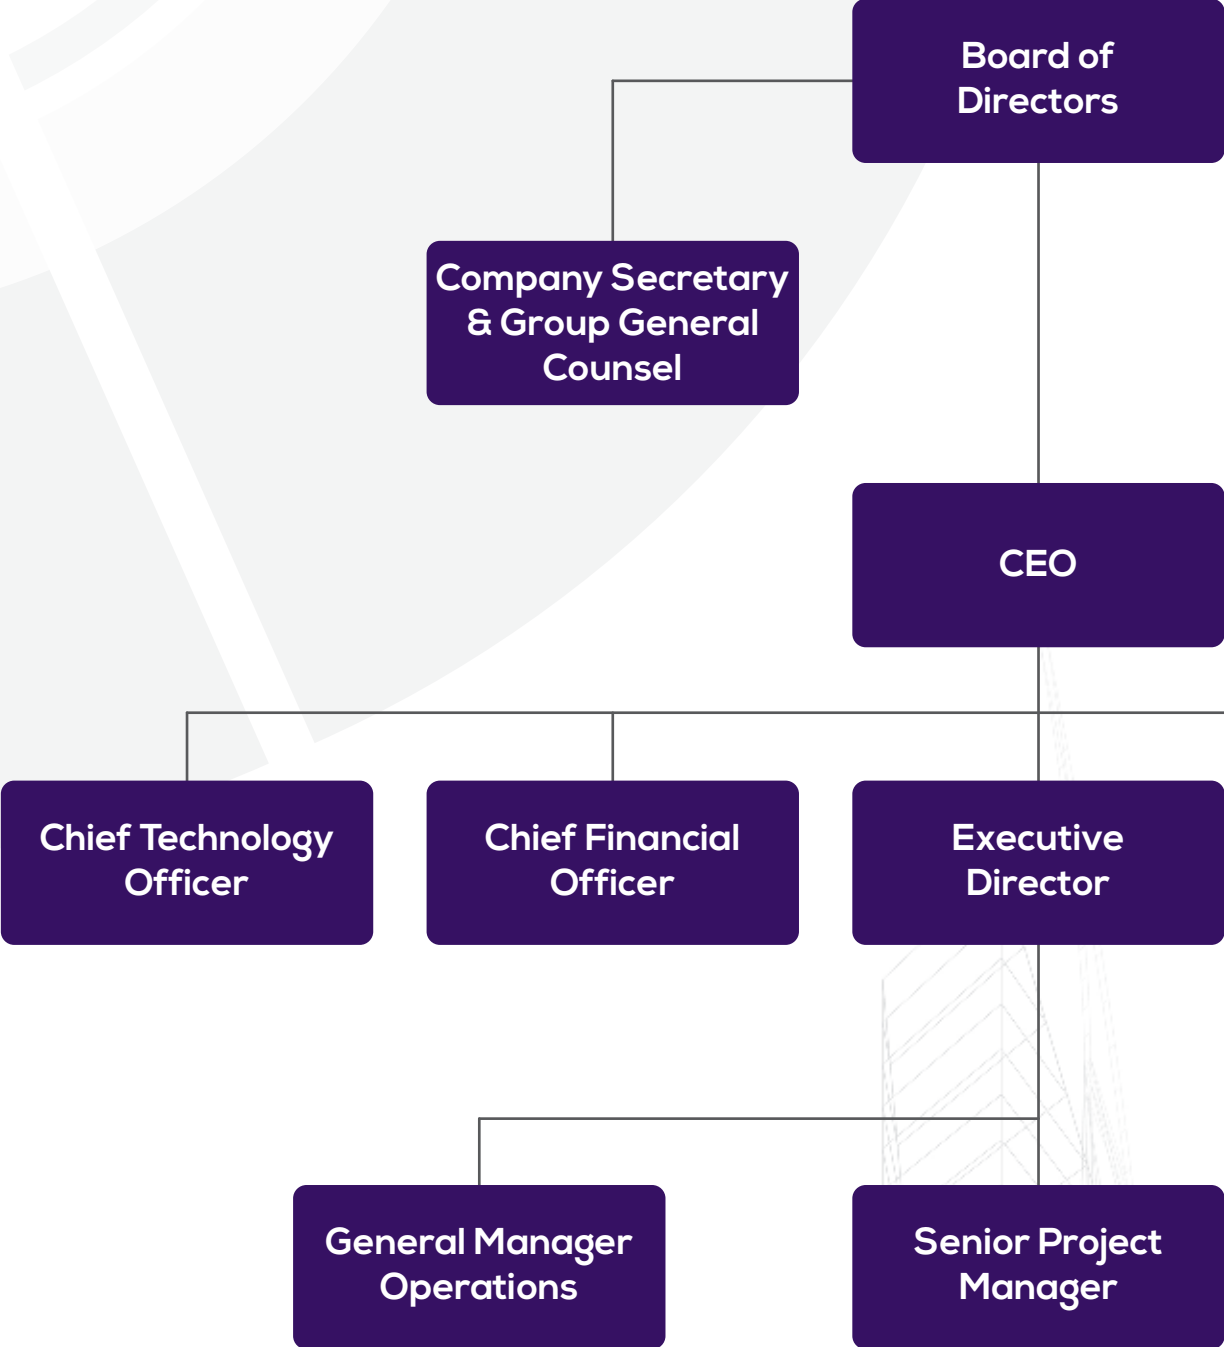 Board of
Directors
Company Secretary
& Group General
Counsel
CEO
Chief Technology
Officer
Chief Financial
Officer
Executive
Director
General Manager
Operations
Senior Project
Manager